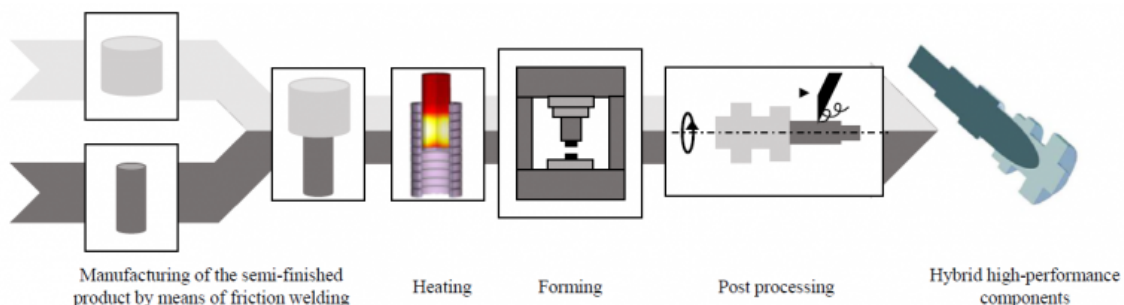 Manufacturing of the semi-finished
product by means of friction welding
Heating
Forming
Post processing
Hybrid high-performance
components